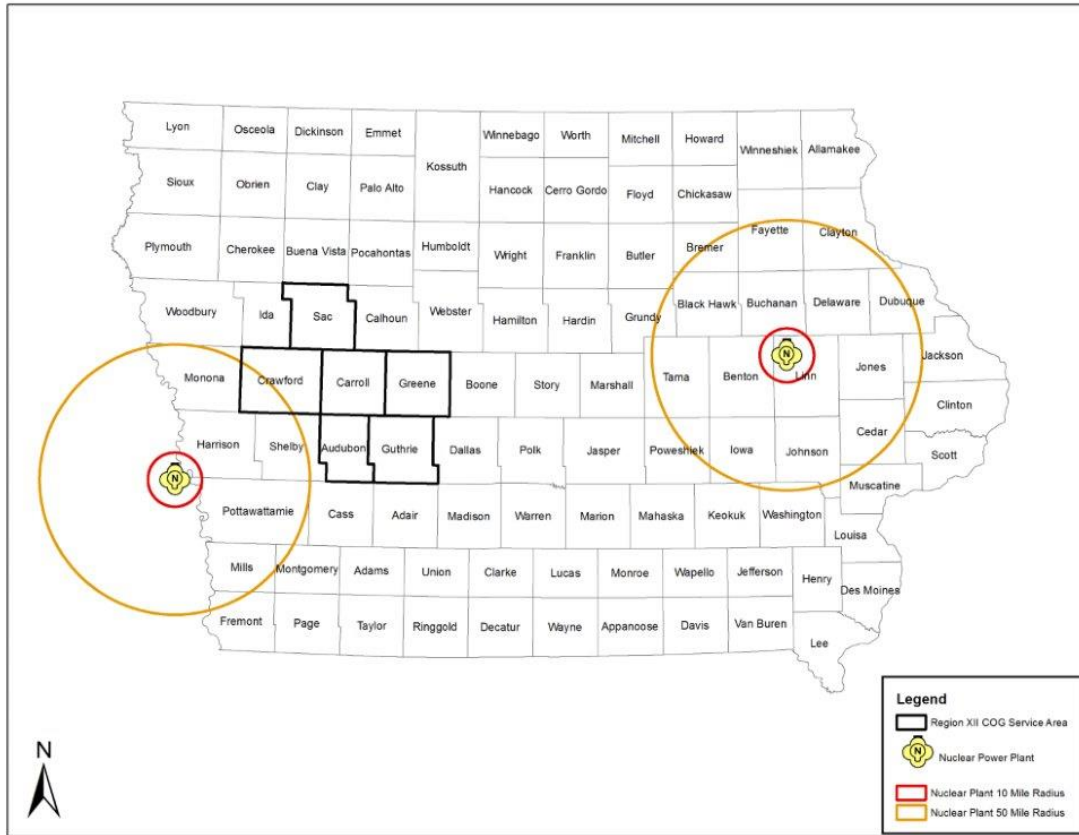 Lyon Osceola Dickinson Emmet Winnebago Worth Mitchell Howard Winneshiek Allamakee
Kossuth
Sioux Obrien Clay Palo Alto Hancock Cerro Gordo Floyd Chickasaw
Plymouth Cherokee Buena Vista Pocahontas Humboldt Wright Franklin Butler Bremer Fayette Clayton
Woodbury Ida Sac Calhoun Webster Hamilton Hardin Grundy Black Hawk Buchanan Delaware Dubuque
N
Monona Crawford Carroll Greene Boone Story Marshall Tama Benton Linn Jones Jackson
Clinton
Harrison Shelby Audubon Guthrie Dallas Polk Jasper Poweshiek Iowa Johnson Cedar Scott
N
Muscatine
Pottawattamie Cass Adair Madison Warren Marion Mahaska Keokuk Washington
Louisa
Mills Montgomery Adams Union Clarke Lucas Monroe Wapello Jefferson Henry Des Moines
Fremont Page Taylor Ringgold Decatur Wayne Appanoose Davis Van Buren
Lee
Legend
Region XII COG Service Area
N
Nuclear Power Plant
Nuclear Plant 10 Mile Radius
Nuclear Plant 50 Mile Radius
N